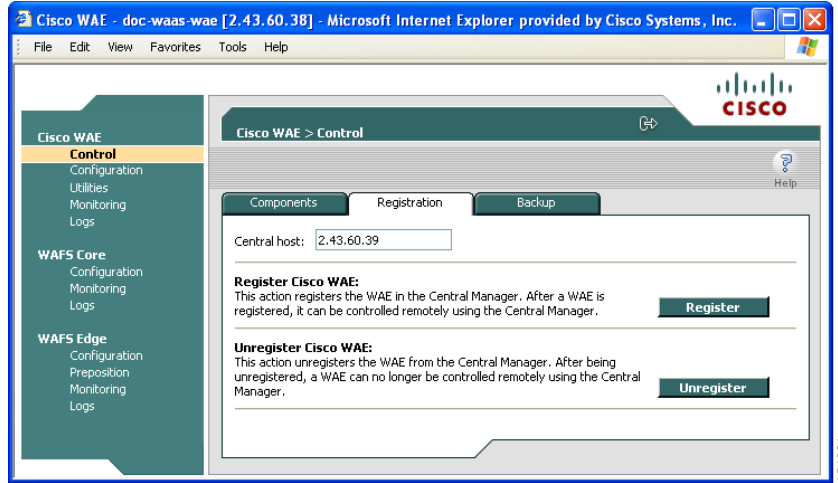 Cisco WAE - doc-waas-wae [2.43.60.38] - Microsoft Internet Explorer provided by Cisco Systems, Inc.
File Edit View Favorites Tools Help
CISCO
Cisco WAE > Control
Help
Cisco WAE
Control
Configuration
Utilities
Monitoring
Logs
WAFS Core
Configuration
Monitoring
Logs
WAFS Edge
Configuration
Preposition
Monitoring
Logs
Components Registration Backup
Central host: 2.43.60.39
Register Cisco WAE:
This action registers the WAE in the Central Manager. After a WAE is
registered, it can be controlled remotely using the Central Manager.
Register
Unregister Cisco WAE:
This action unregisters the WAE from the Central Manager. After being
unregistered, a WAE can no longer be controlled remotely using the Central
Manager.
Unregister